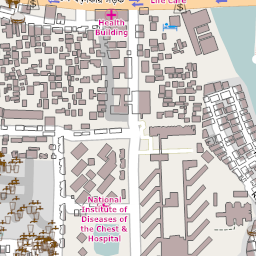 Life Care
Health
Building
National
Institute of
Diseases of
the Chest &
Hospital